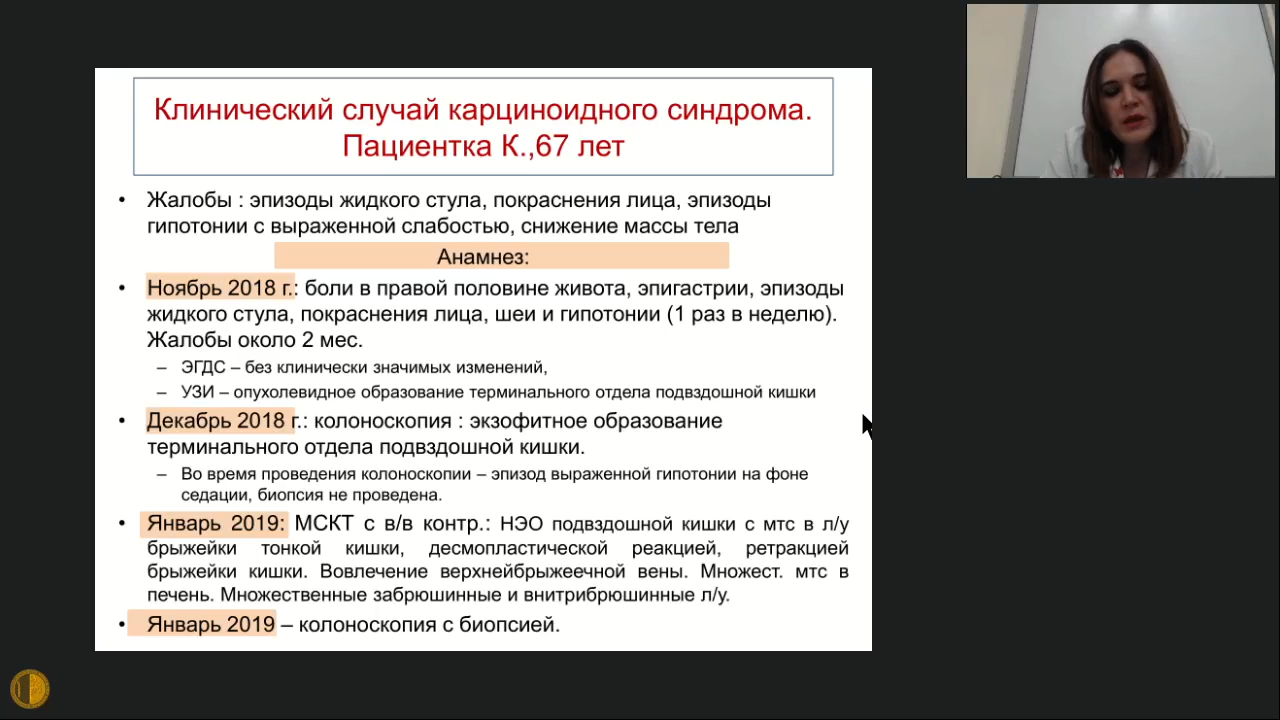 Клинический случай карциноидного синдрома.
Пациентка К.,67 лет
• Жалобы : эпизоды жидкого стула, покраснения лица, эпизоды
гипотонии с выраженной слабостью, снижение массы тела
Анамнез:
• Ноябрь 2018 г.: боли в правой половине живота, эпигастрии, эпизоды
жидкого стула, покраснения лица, шеи и гипотонии (1 раз в неделю).
Жалобы около 2 мес.
– ЭГДС – без клинически значимых изменений,
– УЗИ – опухолевидное образование терминального отдела подвздошной кишки
• Декабрь 2018 г.: колоноскопия : экзофитное образование
терминального отдела подвздошной кишки.
– Во время проведения колоноскопии – эпизод выраженной гипотонии на фоне
седации, биопсия не проведена.
• Январь 2019: МСКТ с в/в контр.: НЭО подвздошной кишки с мтс в л/у
брыжейки тонкой кишки, десмопластической реакцией, ретракцией
брыжейки кишки. Вовлечение верхнейбрыжеечной вены. Множест. мтс в
печень. Множественные забрюшинные и внитрибрюшинные л/у.
• Январь 2019 – колоноскопия с биопсией.